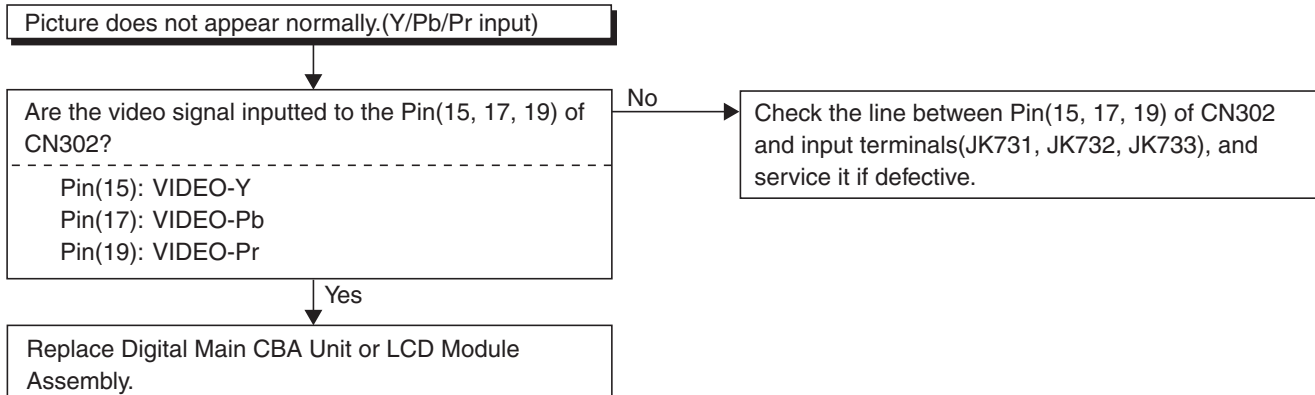 Picture does not appear normally.(Y/Pb/Pr input)
Are the video signal inputted to the Pin(15, 17, 19) of
CN302?
Pin(15): VIDEO-Y
Pin(17): VIDEO-Pb
Pin(19): VIDEO-Pr
No
Check the line between Pin(15, 17, 19) of CN302
and input terminals(JK731, JK732, JK733), and
service it if defective.
Yes
Replace Digital Main CBA Unit or LCD Module
Assembly.